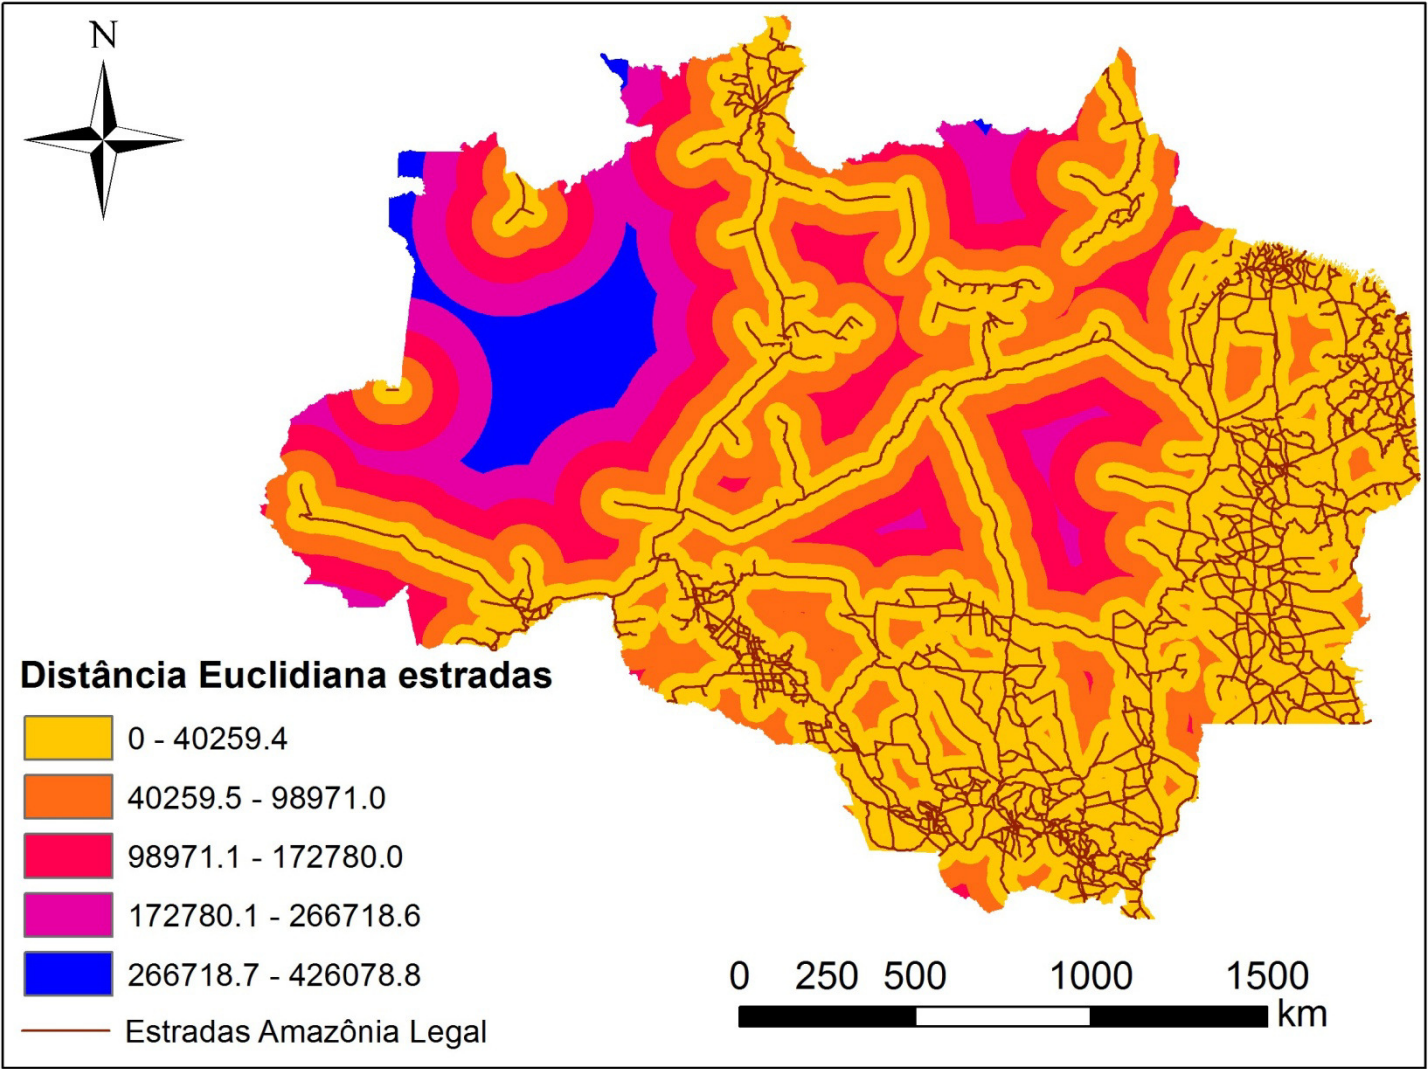 N
Distância Euclidiana estradas
0 - 40259.4
40259.5 - 98971.0
98971.1 - 172780.0
172780.1 - 266718.6
266718.7 - 426078.8
Estradas Amazônia Legal
0 250 500 1000 1500
km